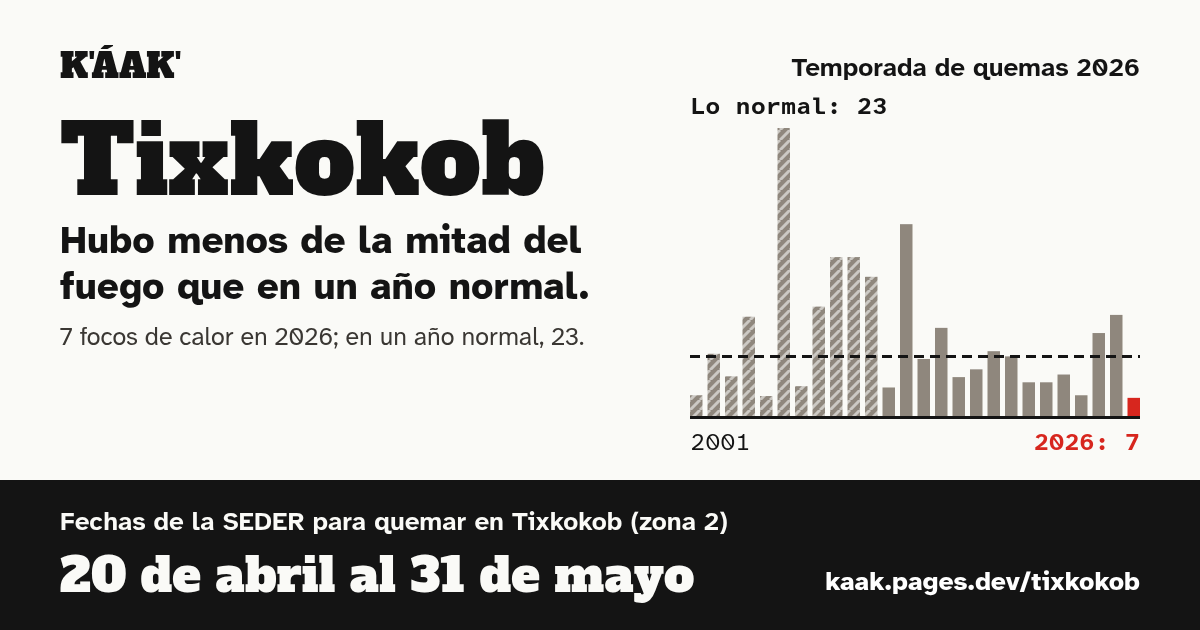 K'ÁAK'
Tixkokob
Hubo menos de la mitad del
fuego que en un año normal.
7 focos de calor en 2026; en un año normal, 23.
Temporada de quemas 2026
Lo normal: 23
2001
2026: 7
Fechas de la SEDER para quemar en Tixkokob (zona 2)
20 de abril al 31 de mayo
kaak.pages.dev/tixkokob